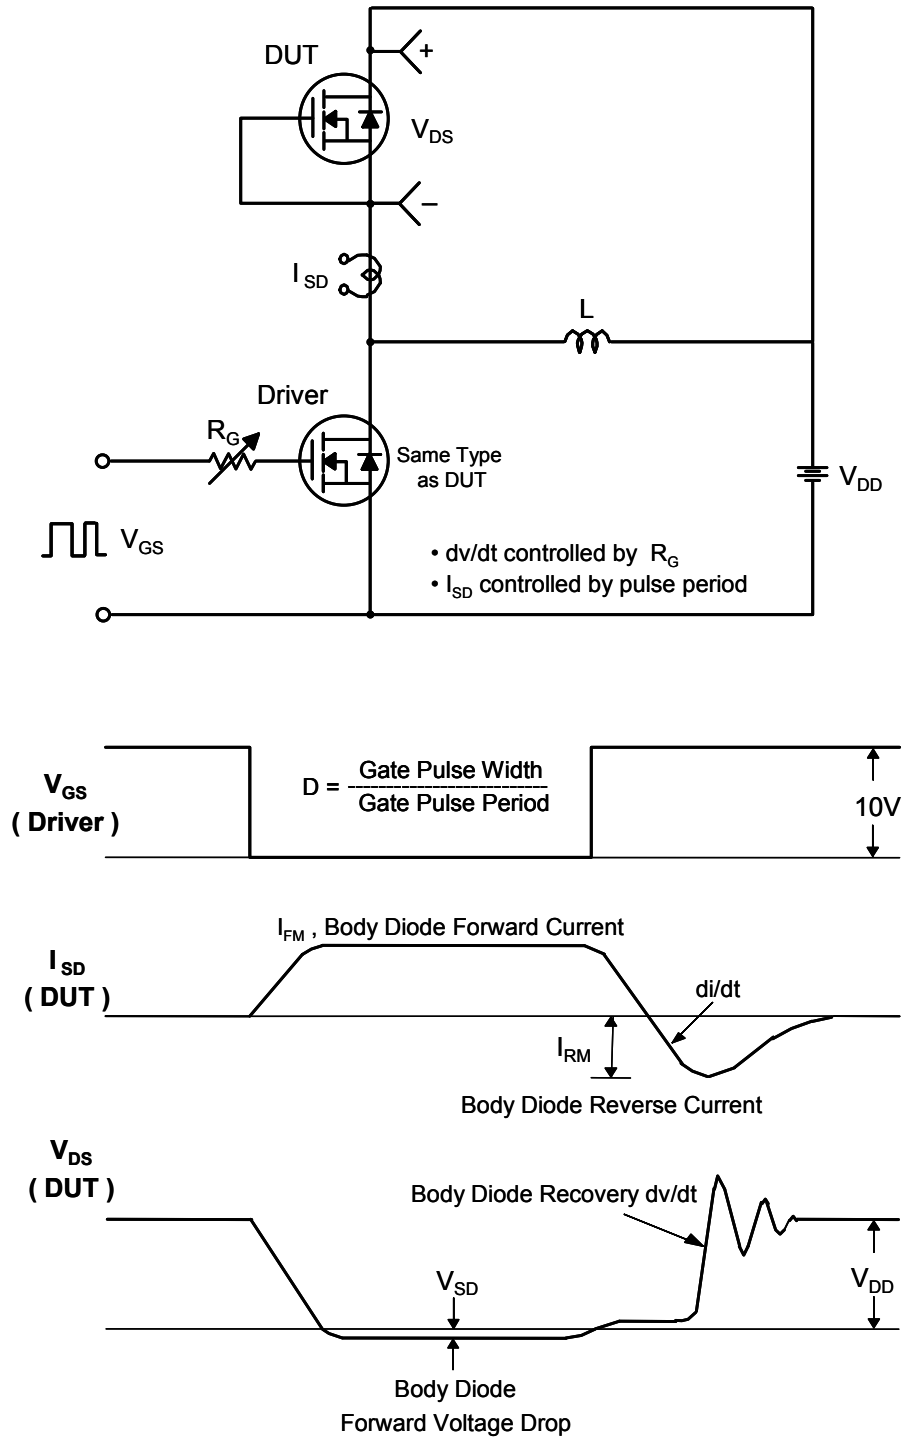 DUT
+
V_DS
−
I_SD
L
Driver
R_G
Same Type
as DUT
V_DD
V_GS
• dv/dt controlled by R_G
• I_SD controlled by pulse period
V_GS
( Driver )
D = Gate Pulse Width
--------------------------
Gate Pulse Period
10V
I_FM , Body Diode Forward Current
I_SD
( DUT )
di/dt
I_RM
Body Diode Reverse Current
V_DS
( DUT )
Body Diode Recovery dv/dt
V_SD
V_DD
Body Diode
Forward Voltage Drop